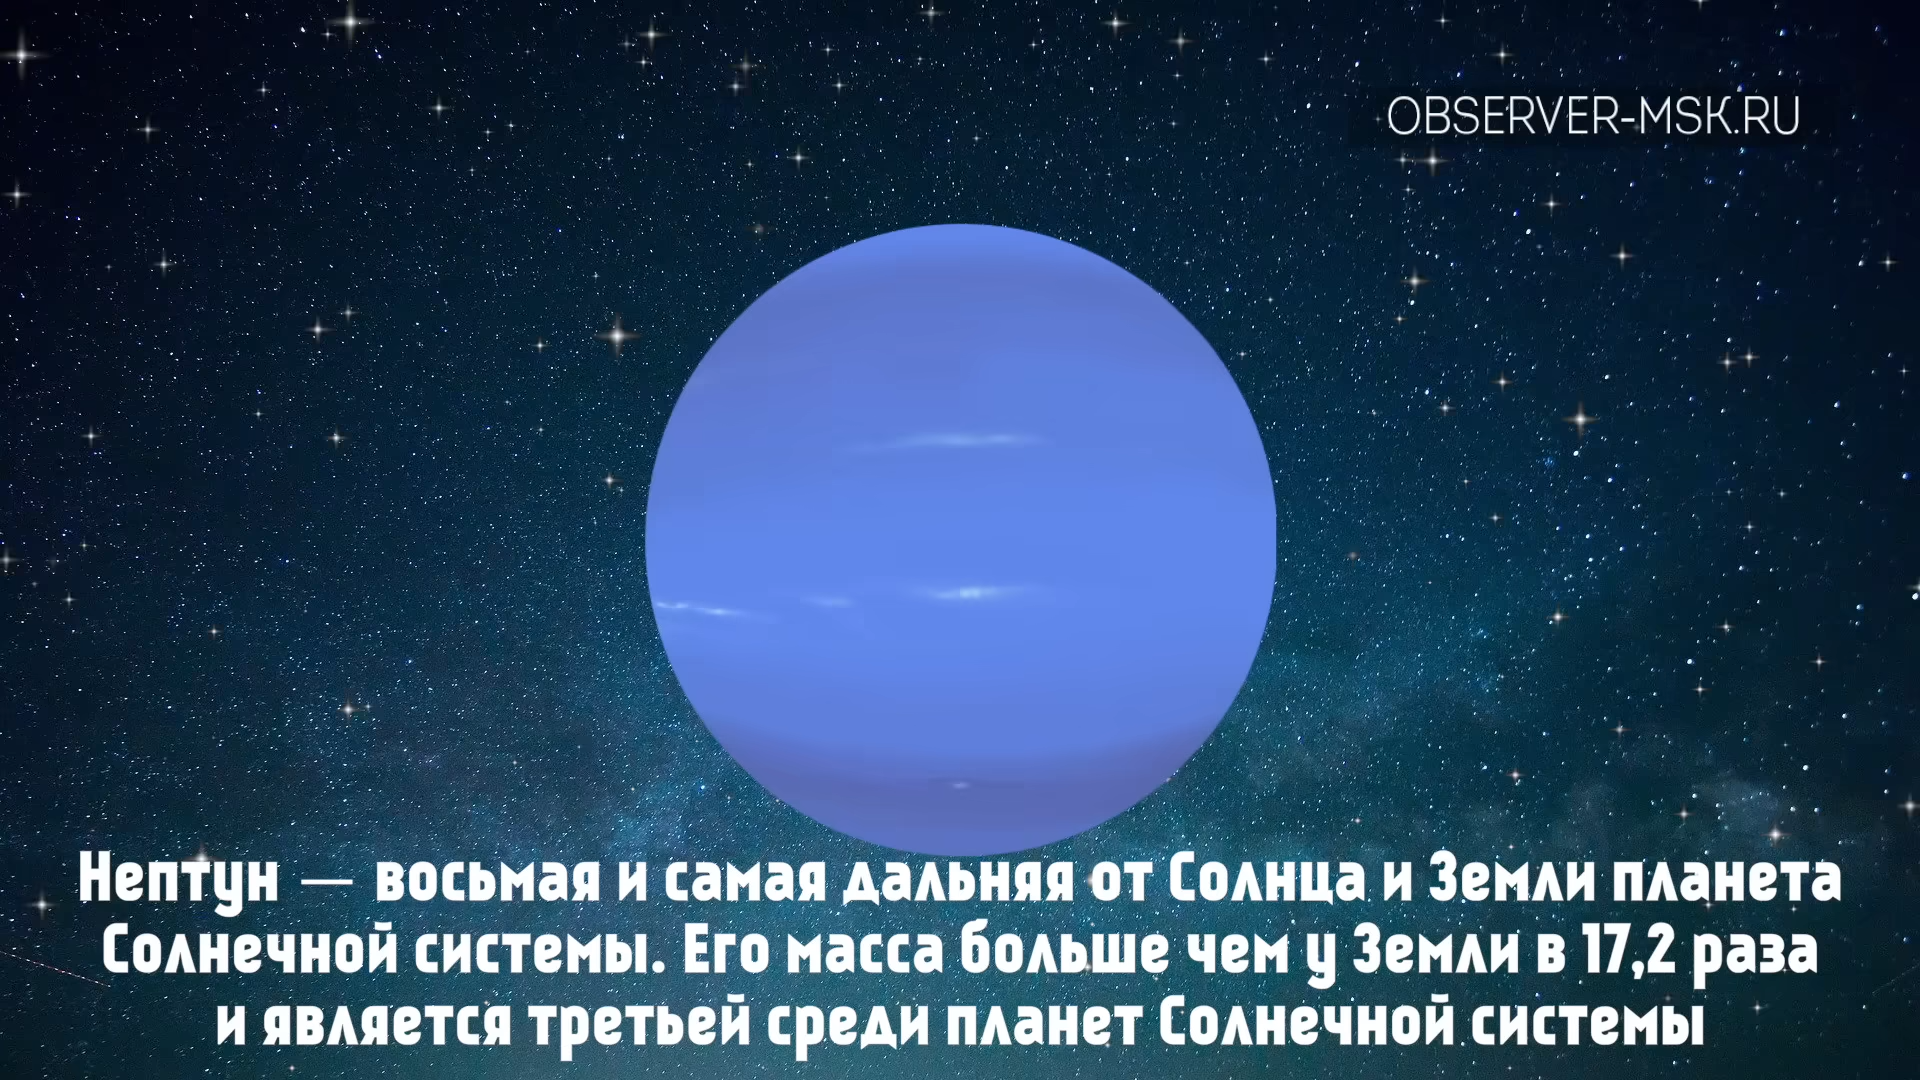 OBSERVER-MSK.RU
Нептун — восьмая и самая дальняя от Солнца и Земли планета
Солнечной системы. Его масса больше чем у Земли в 17,2 раза
и является третьей среди планет Солнечной системы